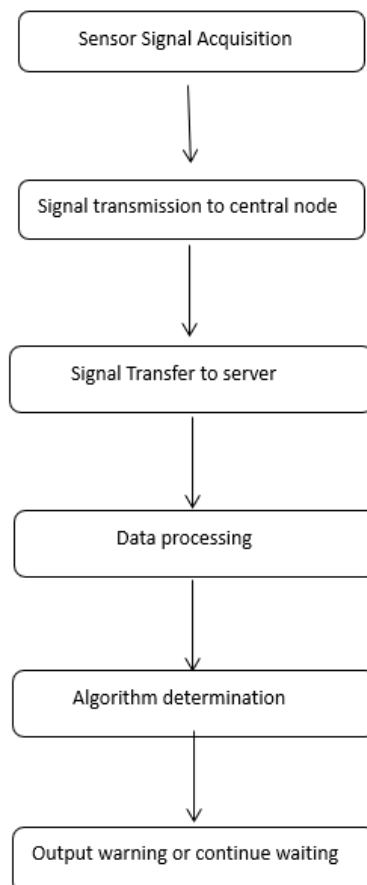 Sensor Signal Acquisition
Signal transmission to central node
Signal Transfer to server
Data processing
Algorithm determination
Output warning or continue waiting